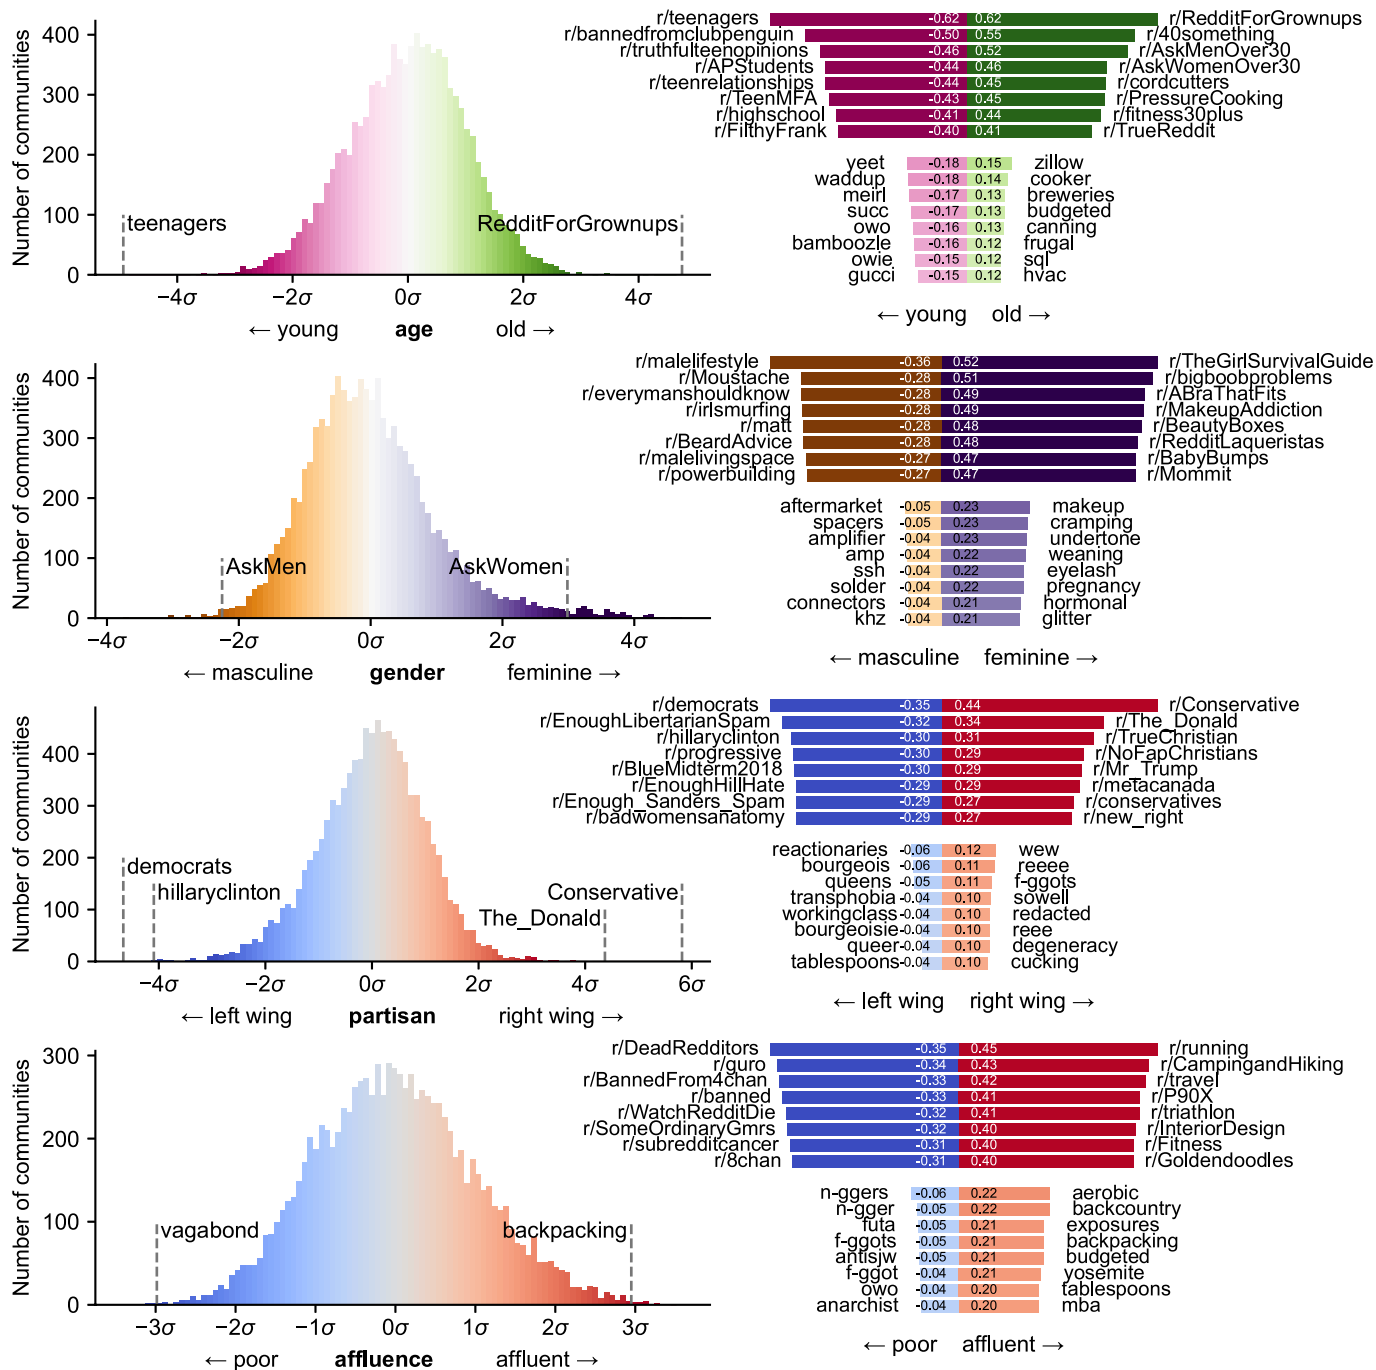 Number of communities
400
300
200
100
0
teenagers
RedditForGrownups
−4σ −2σ 0σ 2σ 4σ
← young age old →
r/teenagers -0.62 0.62 r/RedditForGrownups
r/bannedfromclubpenguin -0.50 0.55 r/40something
r/truthfulteenopinions -0.46 0.52 r/AskMenOver30
r/APStudents -0.44 0.46 r/AskWomenOver30
r/teenrelationships -0.44 0.45 r/cordcutters
r/TeenMFA -0.43 0.45 r/PressureCooking
r/highschool -0.41 0.44 r/fitness30plus
r/FilthyFrank -0.40 0.41 r/TrueReddit
yeet -0.18 0.15 zillow
waddup -0.18 0.14 cooker
meirl -0.17 0.13 breweries
succ -0.17 0.13 budgeted
owo -0.16 0.13 canning
bamboozle -0.16 0.12 frugal
owie -0.15 0.12 sql
gucci -0.15 0.12 hvac
← young old →
Number of communities
400
300
200
100
0
AskMen
AskWomen
−4σ −2σ 0σ 2σ 4σ
← masculine gender feminine →
r/malelifestyle -0.36 0.52 r/TheGirlSurvivalGuide
r/Moustache -0.28 0.51 r/bigboobproblems
r/everymanshouldknow -0.28 0.49 r/ABraThatFits
r/irlsmurfing -0.28 0.49 r/MakeupAddiction
r/matt -0.28 0.48 r/BeautyBoxes
r/BeardAdvice -0.28 0.48 r/RedditLaqueristas
r/malelivingspace -0.27 0.47 r/BabyBumps
r/powerbuilding -0.27 0.47 r/Mommit
aftermarket -0.05 0.23 makeup
spacers -0.05 0.23 cramping
amplifier -0.04 0.23 undertone
amp -0.04 0.22 weaning
ssh -0.04 0.22 eyelash
solder -0.04 0.22 pregnancy
connectors -0.04 0.21 hormonal
khz -0.04 0.21 glitter
← masculine feminine →
Number of communities
400
300
200
100
0
democrats
hillaryclinton
Conservative
The_Donald
−4σ −2σ 0σ 2σ 4σ 6σ
← left wing partisan right wing →
r/democrats -0.35 0.44 r/Conservative
r/EnoughLibertarianSpam -0.32 0.34 r/The_Donald
r/hillaryclinton -0.30 0.31 r/TrueChristian
r/progressive -0.30 0.29 r/NoFapChristians
r/BlueMidterm2018 -0.30 0.29 r/Mr_Trump
r/EnoughHillHate -0.29 0.29 r/metacanada
r/Enough_Sanders_Spam -0.29 0.27 r/conservatives
r/badwomensanatomy -0.29 0.27 r/new_right
reactionaries -0.06 0.12 wew
bourgeois -0.06 0.11 reeee
queens -0.05 0.11 f-ggots
transphobia -0.04 0.10 sowell
workingclass -0.04 0.10 redacted
bourgeoisie -0.04 0.10 reee
queer -0.04 0.10 degeneracy
tablespoons -0.04 0.10 cucking
← left wing right wing →
Number of communities
300
200
100
0
vagabond
backpacking
−3σ −2σ −1σ 0σ 1σ 2σ 3σ
← poor affluence affluent →
r/DeadRedditors -0.35 0.45 r/running
r/guro -0.34 0.43 r/CampingandHiking
r/BannedFrom4chan -0.33 0.42 r/travel
r/banned -0.33 0.41 r/P90X
r/WatchRedditDie -0.32 0.41 r/triathlon
r/SomeOrdinaryGmrs -0.32 0.40 r/InteriorDesign
r/subredditcancer -0.31 0.40 r/Fitness
r/8chan -0.31 0.40 r/Goldendoodles
n-ggers -0.06 0.22 aerobic
n-gger -0.05 0.22 backcountry
futa -0.05 0.21 exposures
f-ggots -0.05 0.21 backpacking
antisjw -0.05 0.21 budgeted
f-ggot -0.04 0.21 yosemite
owo -0.04 0.20 tablespoons
anarchist -0.04 0.20 mba
← poor affluent →